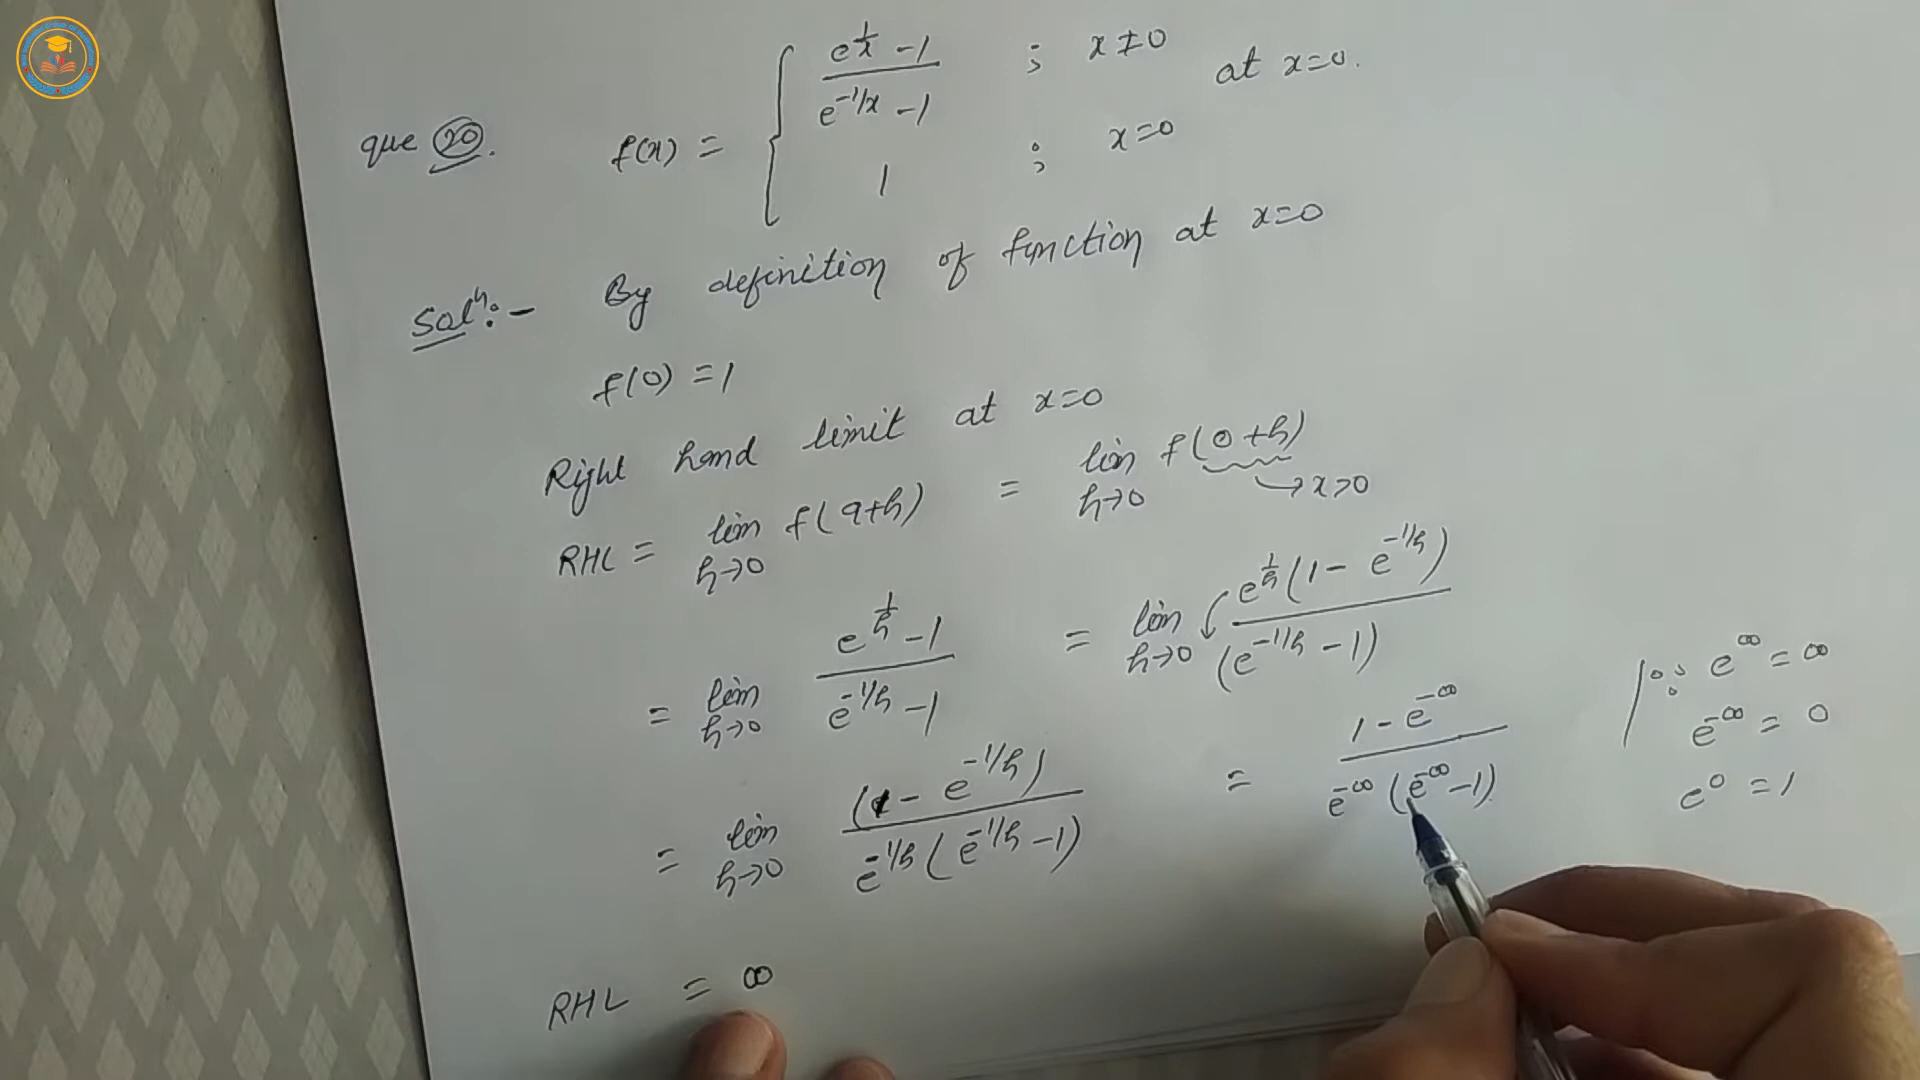 que 20. f(x) = { (e^(1/x) - 1) / (e^(-1/x) - 1) ; x ≠ 0
1 ; x=0
at x=0.
Solⁿ:- By definition of function at x=0
f(0) = 1
Right hand limit at x=0
RHL = lim h→0 f(a+h) = lim h→0 f(0+h) → x>0
= lim h→0 (e^(1/h) - 1) / (e^(-1/h) - 1) = lim h→0 e^(1/h) (1 - e^(-1/h)) / (e^(-1/h) - 1)
= lim h→0 (1 - e^(-1/h)) / e^(-1/h) (e^(-1/h) - 1) = 1 - e^(-∞) / e^(-∞) (e^(-∞) - 1)
∵ e^∞ = ∞
e^(-∞) = 0
e^0 = 1
RHL = ∞